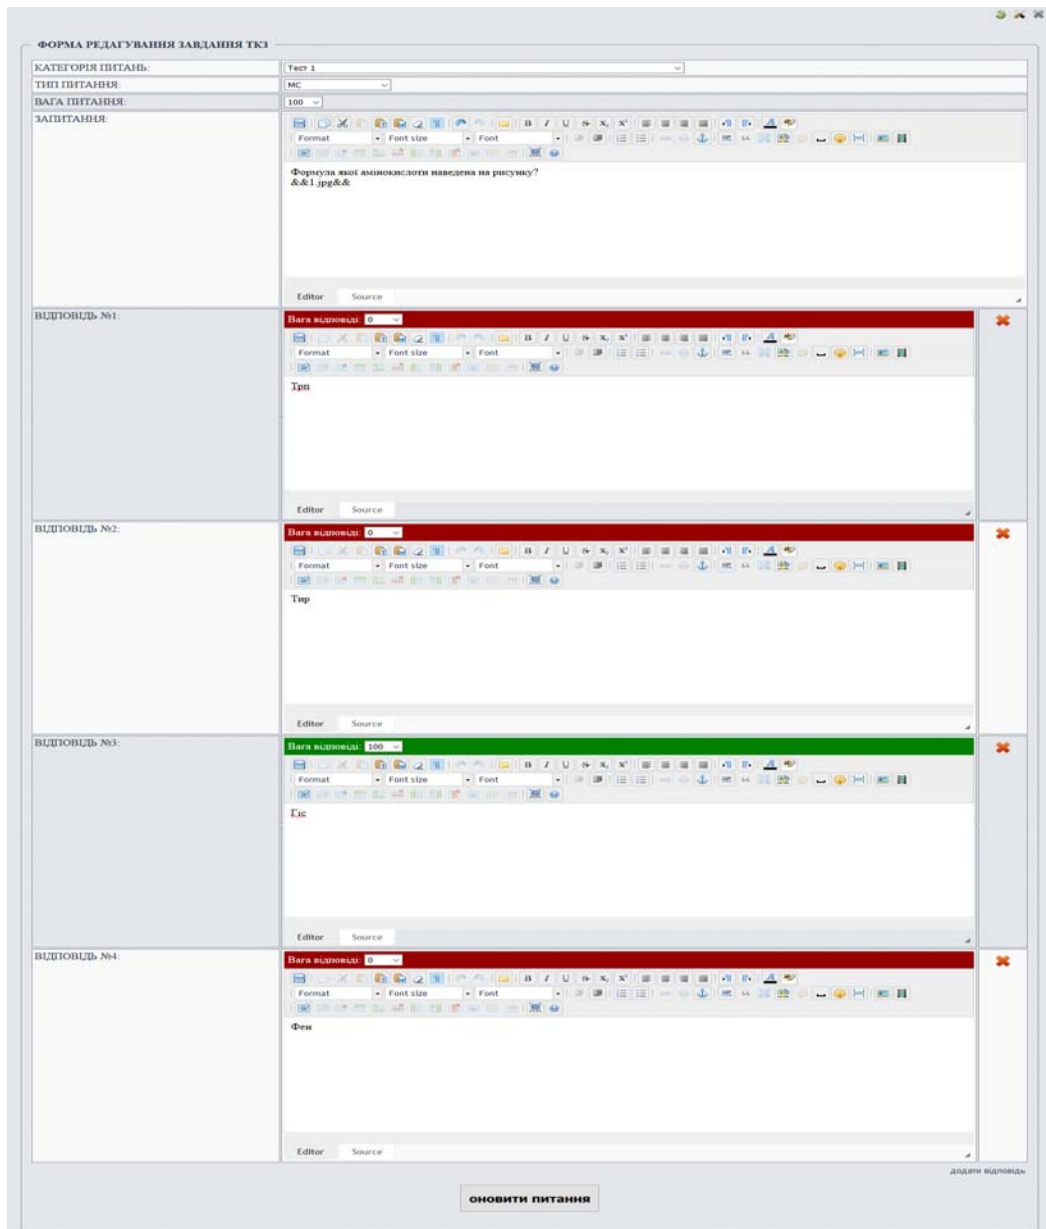 ФОРМА РЕДАГУВАННЯ ЗАВДАННЯ ТКЗ
КАТЕГОРІЯ ПИТАНЬ: Тест 1
ТИП ПИТАННЯ: MC
ВАГА ПИТАННЯ: 100
ЗАПИТАННЯ:
Format Font size Font
Формула якої амінокислоти наведена на рисунку?
&&1.jpg&&
Editor Source
ВІДПОВІДЬ №1: Вага відповіді: 0
Format Font size Font
Трп
Editor Source
ВІДПОВІДЬ №2: Вага відповіді: 0
Format Font size Font
Тир
Editor Source
ВІДПОВІДЬ №3: Вага відповіді: 100
Format Font size Font
Гіс
Editor Source
ВІДПОВІДЬ №4: Вага відповіді: 0
Format Font size Font
Фен
Editor Source
додати відповідь
оновити питання